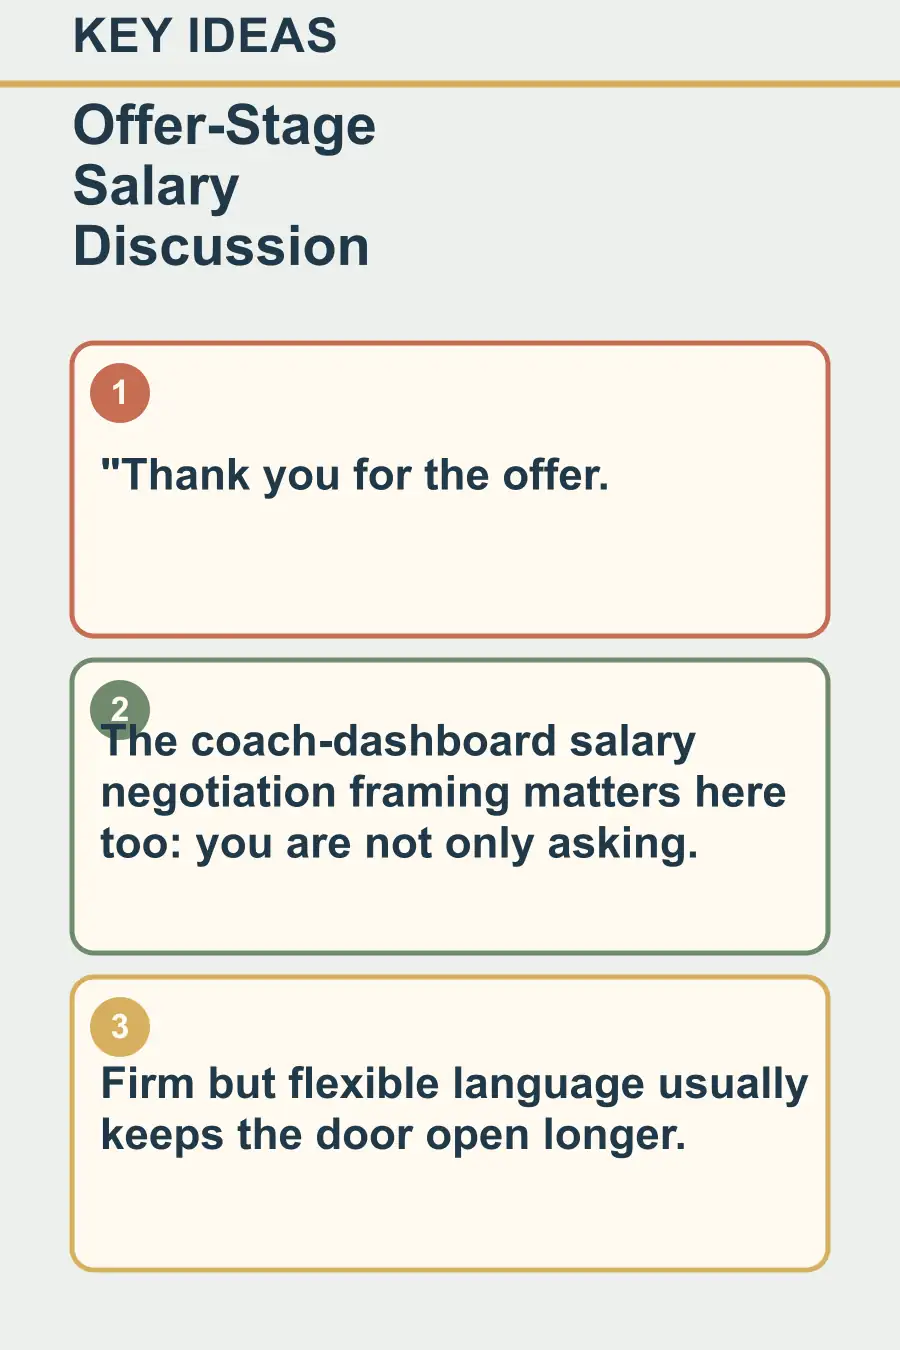 KEY IDEAS
Offer-Stage
Salary
Discussion
1
"Thank you for the offer.
2
The coach-dashboard salary
negotiation framing matters here
too: you are not only asking.
3
Firm but flexible language usually
keeps the door open longer.